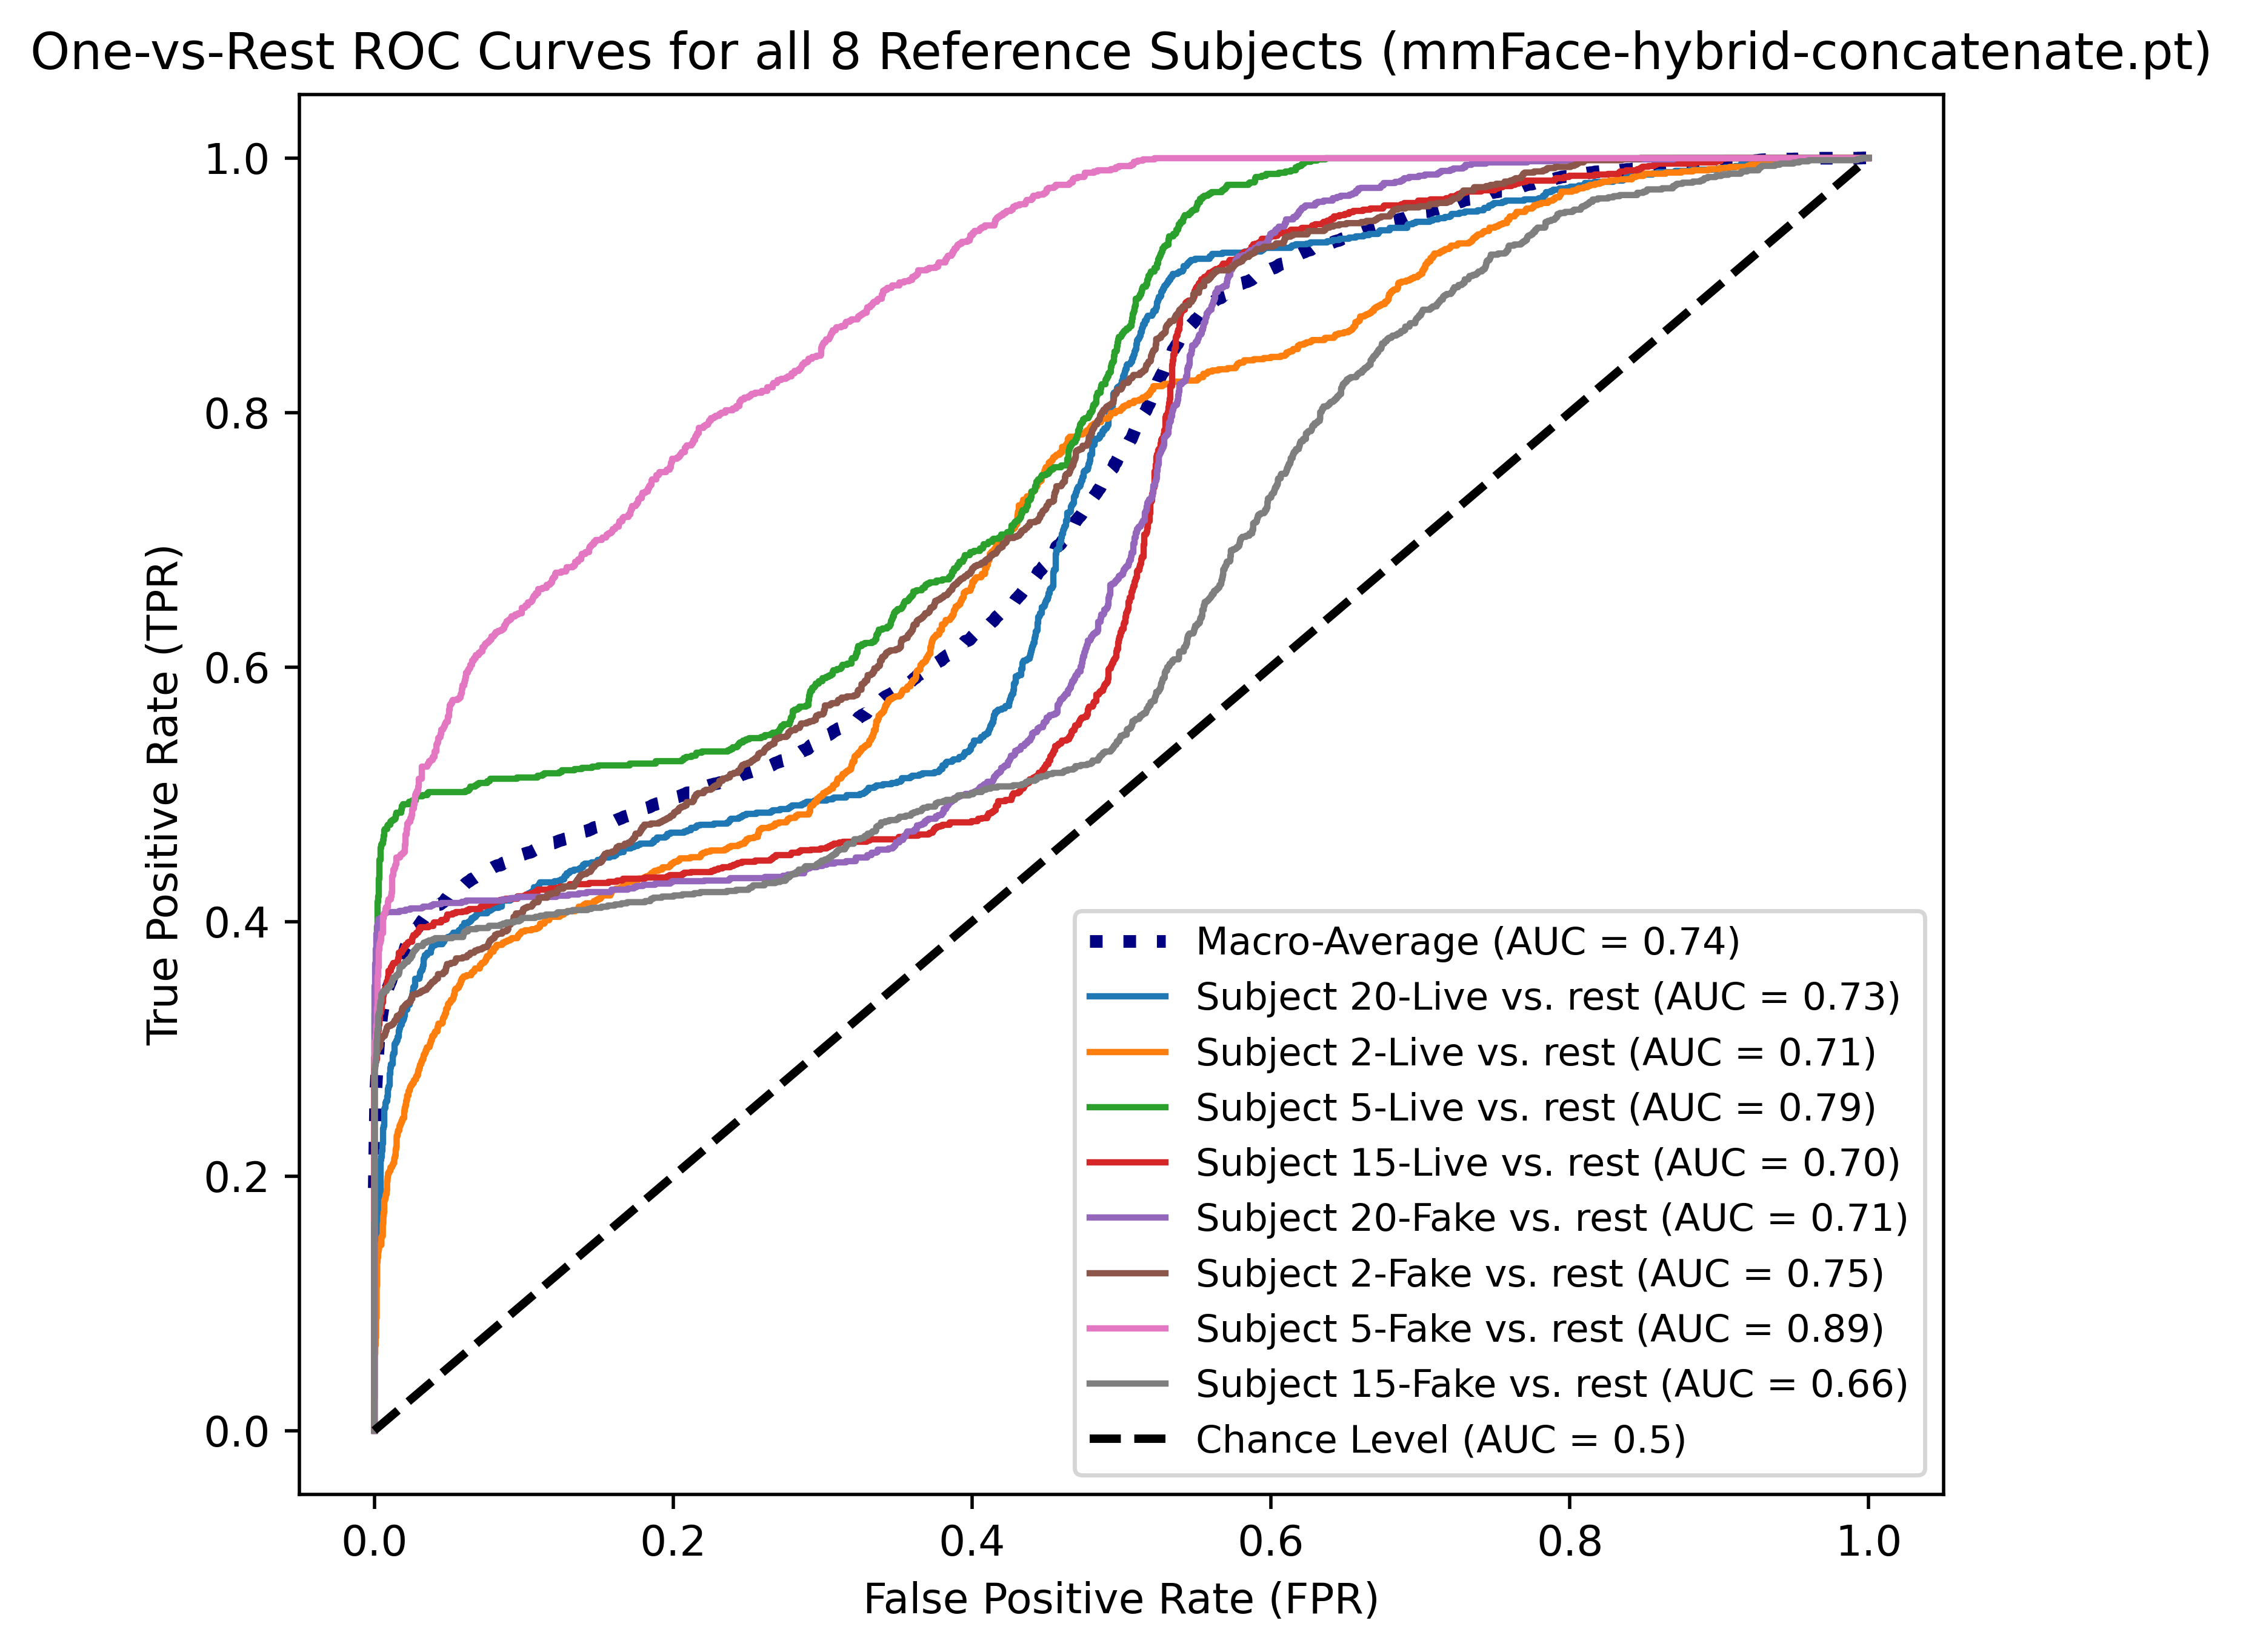 One-vs-Rest ROC Curves for all 8 Reference Subjects (mmFace-hybrid-concatenate.pt)
1.0
0.8
0.6
0.4
0.2
0.0
True Positive Rate (TPR)
Macro-Average (AUC = 0.74)
Subject 20-Live vs. rest (AUC = 0.73)
Subject 2-Live vs. rest (AUC = 0.71)
Subject 5-Live vs. rest (AUC = 0.79)
Subject 15-Live vs. rest (AUC = 0.70)
Subject 20-Fake vs. rest (AUC = 0.71)
Subject 2-Fake vs. rest (AUC = 0.75)
Subject 5-Fake vs. rest (AUC = 0.89)
Subject 15-Fake vs. rest (AUC = 0.66)
Chance Level (AUC = 0.5)
0.0 0.2 0.4 0.6 0.8 1.0
False Positive Rate (FPR)